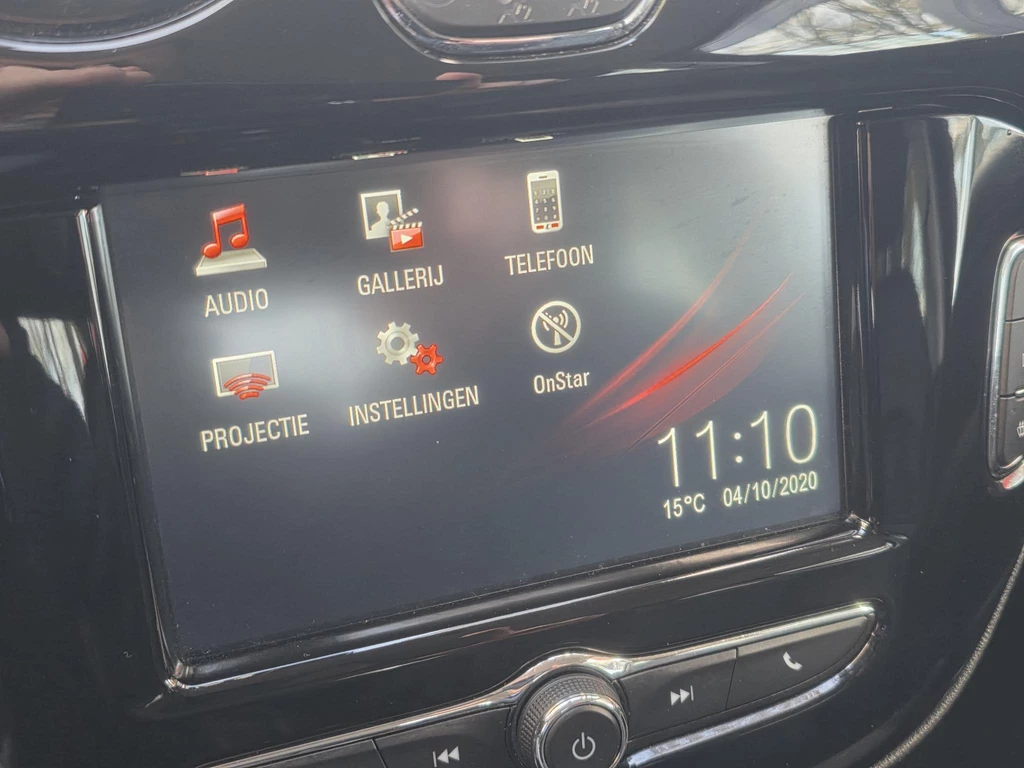 AUDIO GALLERIJ TELEFOON
PROJECTIE INSTELLINGEN OnStar
11:10
15°C 04/10/2020